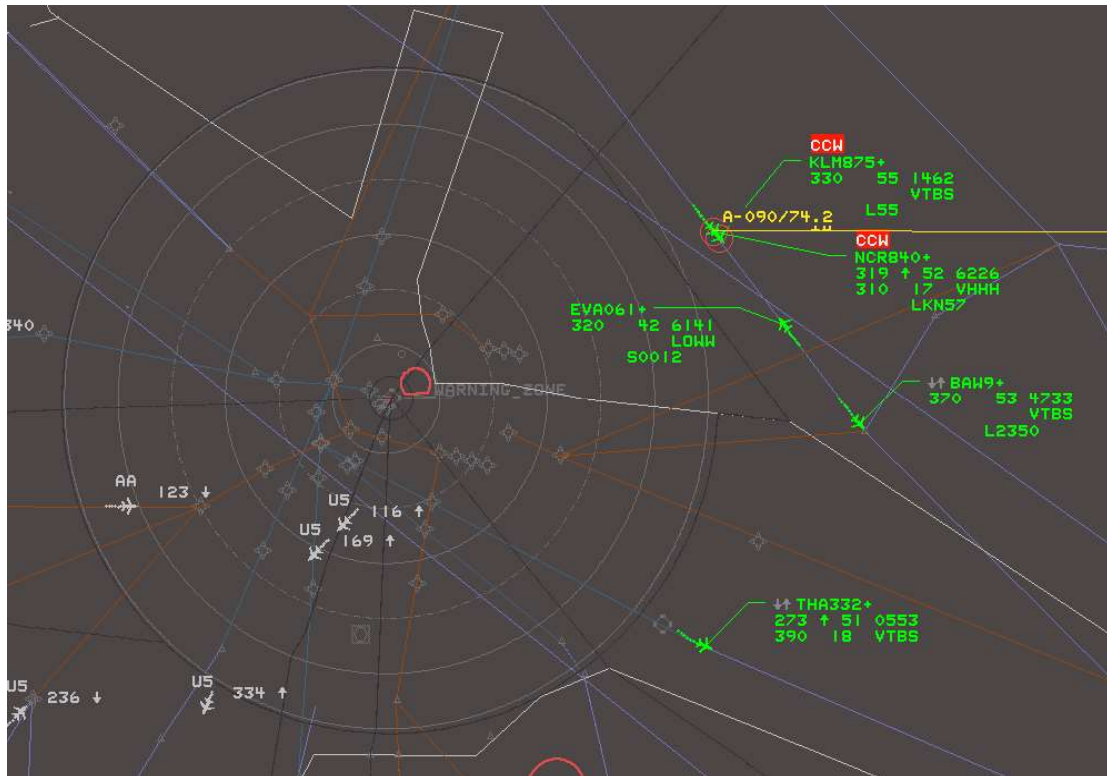 CCW
KLM875+
330 55 1462
VTBS
L55
A-090/74.2
CCW
NCR840+
319 ↑ 52 6226
310 17 VHHH
LKN57
EVA061+
320 42 6141
LOWW
S0012
340
↓↑ BAW9+
370 53 4733
VTBS
L2350
WARNING_ZONE
AA
123 ↓
U5
116 ↑
U5
169 ↑
↓↑ THA332+
273 ↑ 51 0553
390 18 VTBS
U5
236 ↓
U5
334 ↑